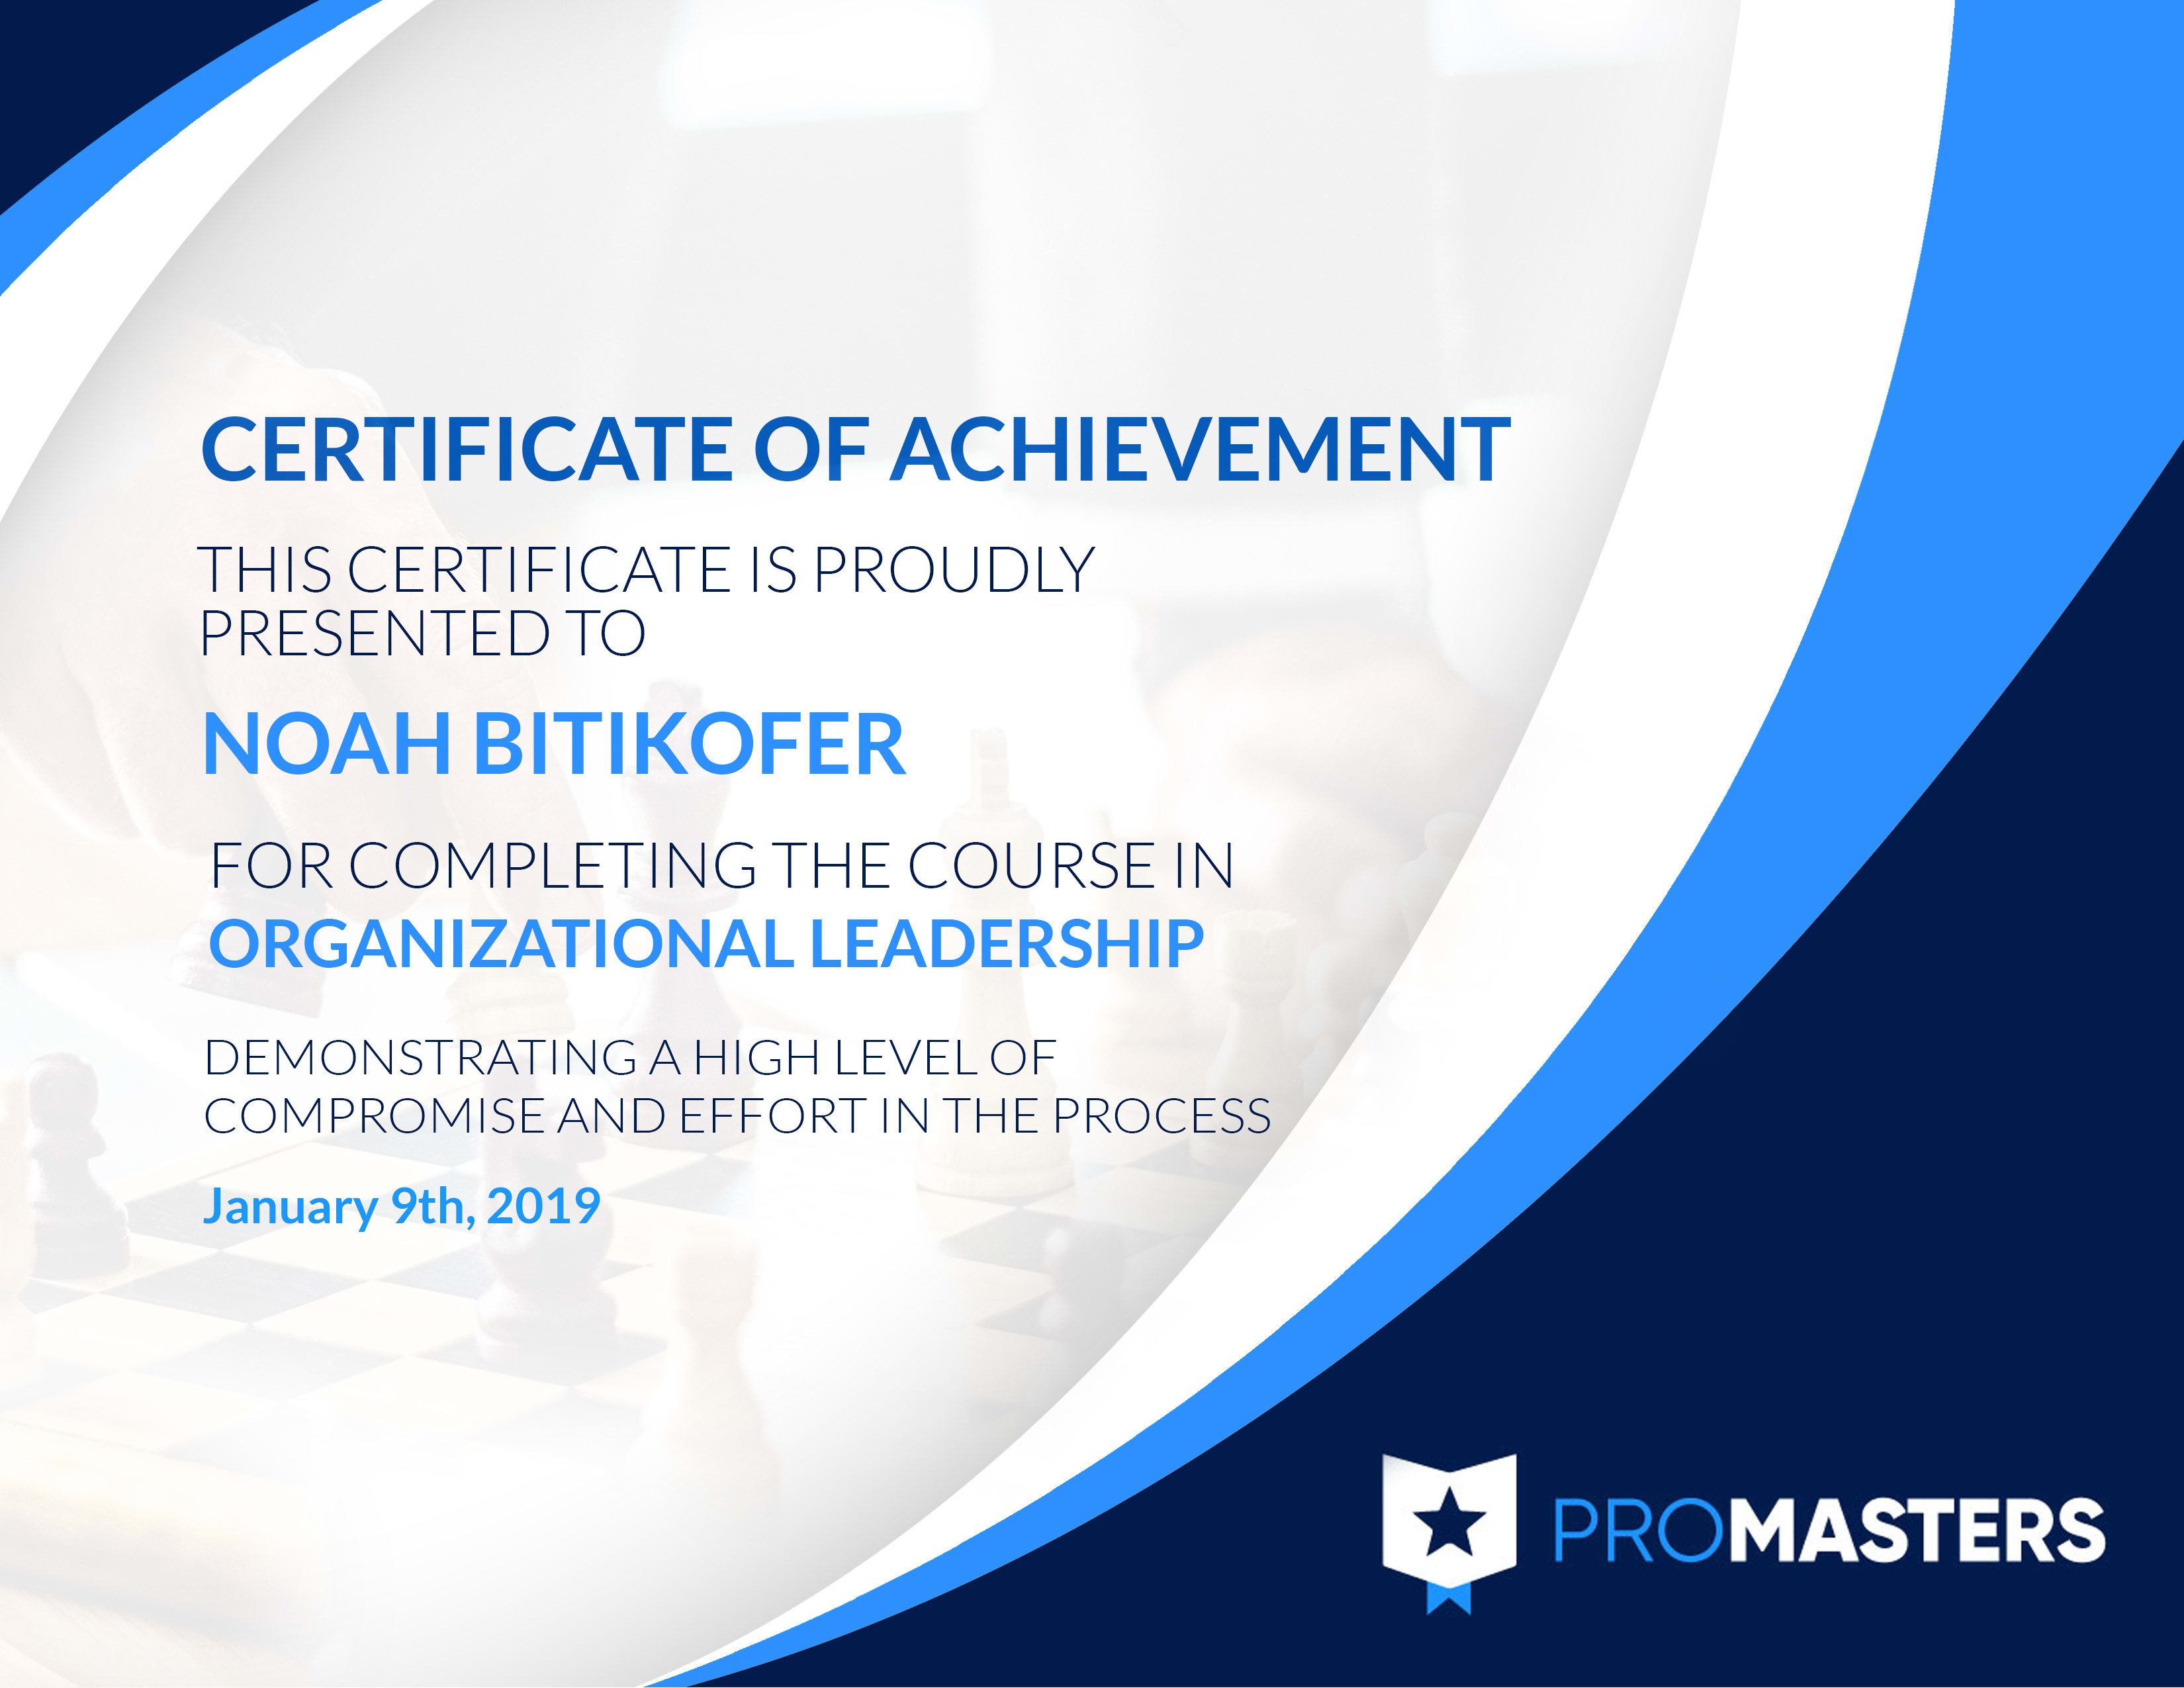 CERTIFICATE OF ACHIEVEMENT
THIS CERTIFICATE IS PROUDLY
PRESENTED TO
NOAH BITIKOFER
FOR COMPLETING THE COURSE IN
ORGANIZATIONAL LEADERSHIP
DEMONSTRATING A HIGH LEVEL OF
COMPROMISE AND EFFORT IN THE PROCESS
January 9th, 2019
PROMASTERS